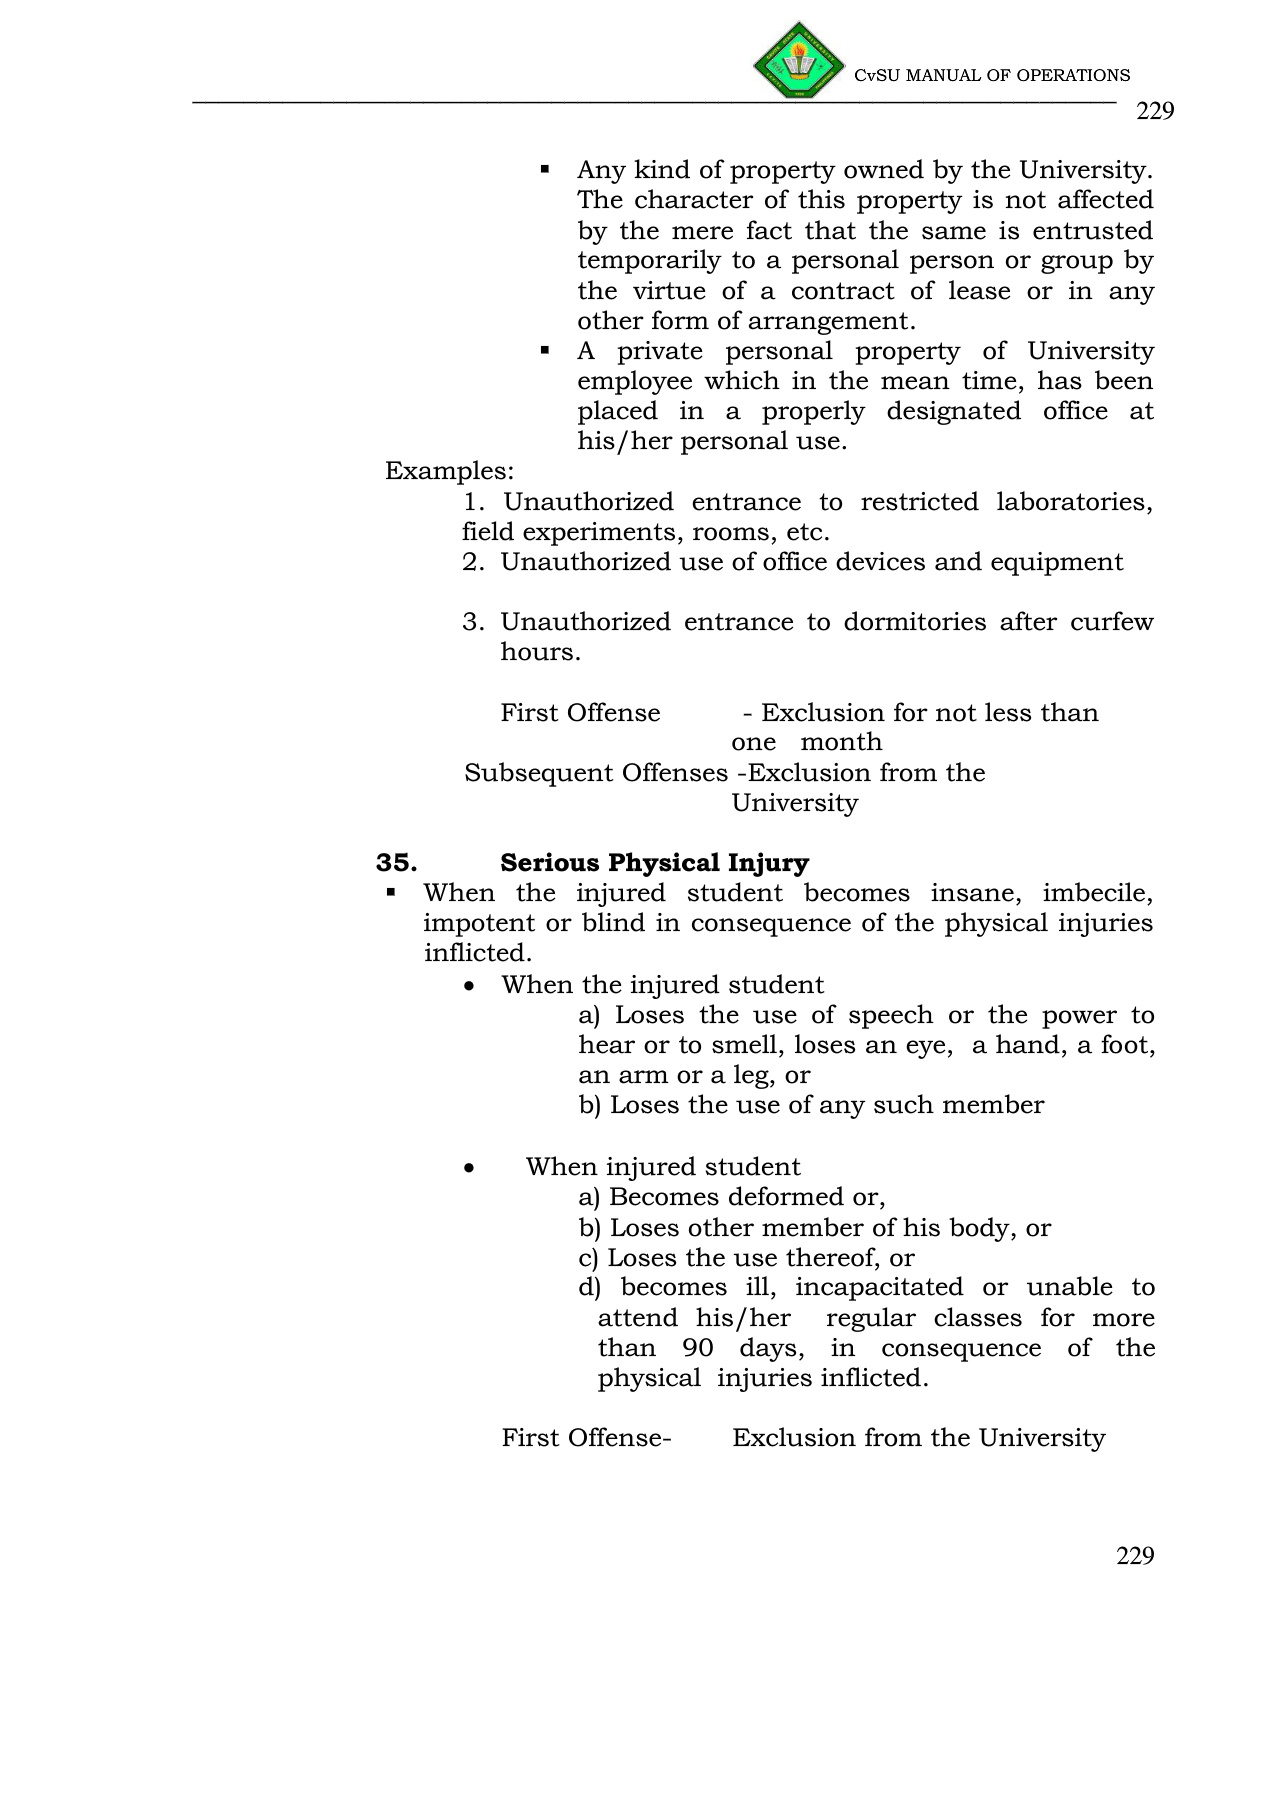 CvSU MANUAL OF OPERATIONS
229
▪ Any kind of property owned by the University.
The character of this property is not affected
by the mere fact that the same is entrusted
temporarily to a personal person or group by
the virtue of a contract of lease or in any
other form of arrangement.
▪ A private personal property of University
employee which in the mean time, has been
placed in a properly designated office at
his/her personal use.
Examples:
1. Unauthorized entrance to restricted laboratories,
field experiments, rooms, etc.
2. Unauthorized use of office devices and equipment
3. Unauthorized entrance to dormitories after curfew
hours.
First Offense - Exclusion for not less than
one month
Subsequent Offenses -Exclusion from the
University
35. Serious Physical Injury
▪ When the injured student becomes insane, imbecile,
impotent or blind in consequence of the physical injuries
inflicted.
• When the injured student
a) Loses the use of speech or the power to
hear or to smell, loses an eye, a hand, a foot,
an arm or a leg, or
b) Loses the use of any such member
• When injured student
a) Becomes deformed or,
b) Loses other member of his body, or
c) Loses the use thereof, or
d) becomes ill, incapacitated or unable to
attend his/her regular classes for more
than 90 days, in consequence of the
physical injuries inflicted.
First Offense- Exclusion from the University
229